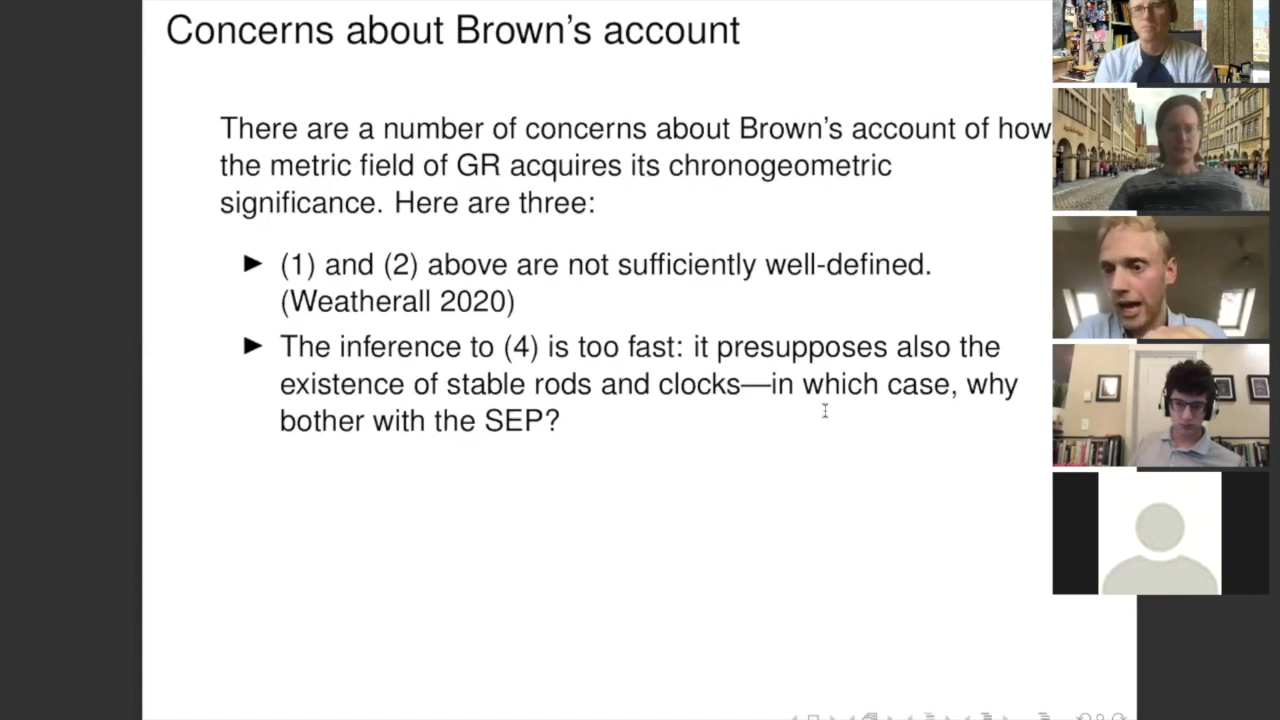 Concerns about Brown's account
There are a number of concerns about Brown's account of how
the metric field of GR acquires its chronogeometric
significance. Here are three:
► (1) and (2) above are not sufficiently well-defined.
(Weatherall 2020)
► The inference to (4) is too fast: it presupposes also the
existence of stable rods and clocks—in which case, why
bother with the SEP?